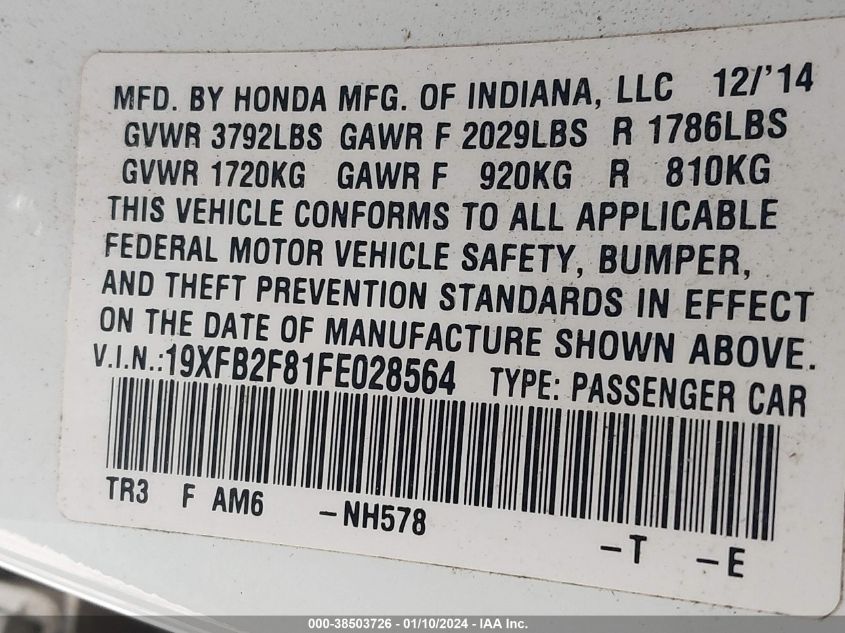 MFD. BY HONDA MFG. OF INDIANA, LLC 12/'14
GVWR 3792LBS GAWR F 2029LBS R 1786LBS
GVWR 1720KG GAWR F 920KG R 810KG
THIS VEHICLE CONFORMS TO ALL APPLICABLE
FEDERAL MOTOR VEHICLE SAFETY, BUMPER,
AND THEFT PREVENTION STANDARDS IN EFFECT
ON THE DATE OF MANUFACTURE SHOWN ABOVE.
V.I.N.:19XFB2F81FE028564 TYPE: PASSENGER CAR
TR3 F AM6 -NH578 -T -E
000-38503726 - 01/10/2024 - IAA Inc.